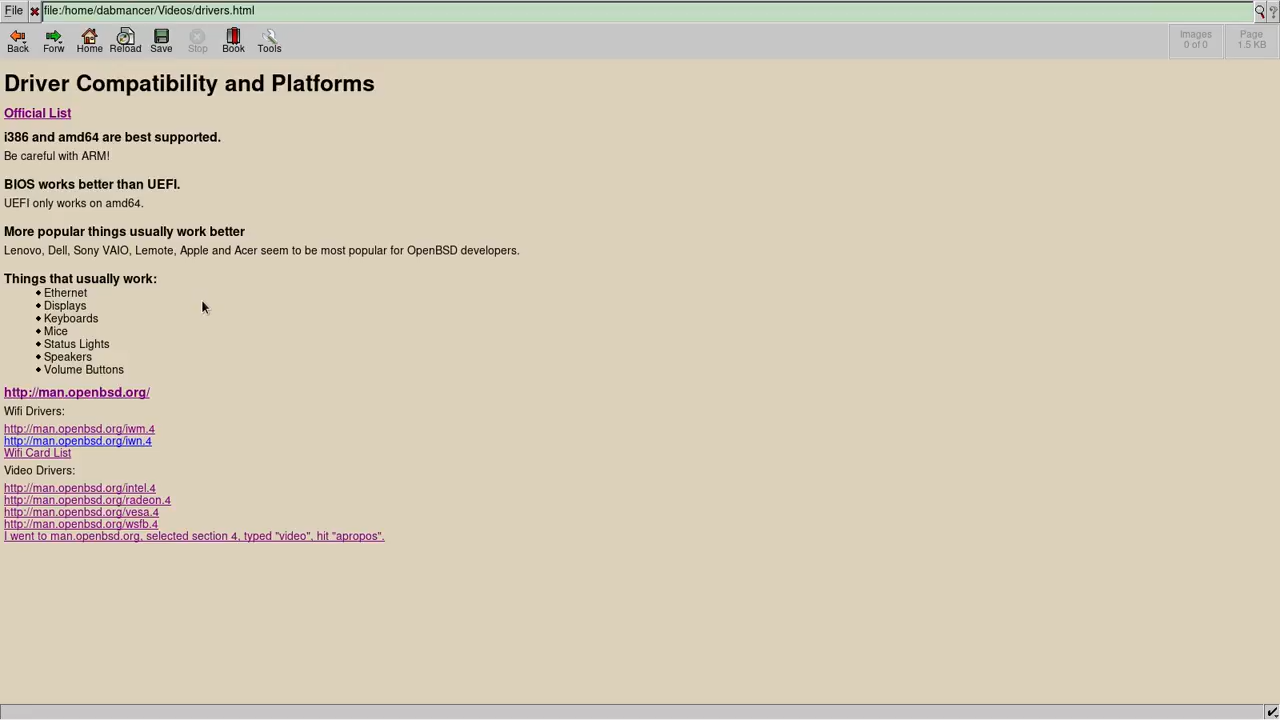 File
file:/home/dabmancer/Videos/drivers.html
Back
Forw
Home
Reload
Save
Stop
Book
Tools
Images
0 of 0
Page
1.5 KB
Driver Compatibility and Platforms
Official List
i386 and amd64 are best supported.
Be careful with ARM!
BIOS works better than UEFI.
UEFI only works on amd64.
More popular things usually work better
Lenovo, Dell, Sony VAIO, Lemote, Apple and Acer seem to be most popular for OpenBSD developers.
Things that usually work:
Ethernet
Displays
Keyboards
Mice
Status Lights
Speakers
Volume Buttons
http://man.openbsd.org/
Wifi Drivers:
http://man.openbsd.org/iwm.4
http://man.openbsd.org/iwn.4
Wifi Card List
Video Drivers:
http://man.openbsd.org/intel.4
http://man.openbsd.org/radeon.4
http://man.openbsd.org/vesa.4
http://man.openbsd.org/wsfb.4
I went to man.openbsd.org, selected section 4, typed "video", hit "apropos".